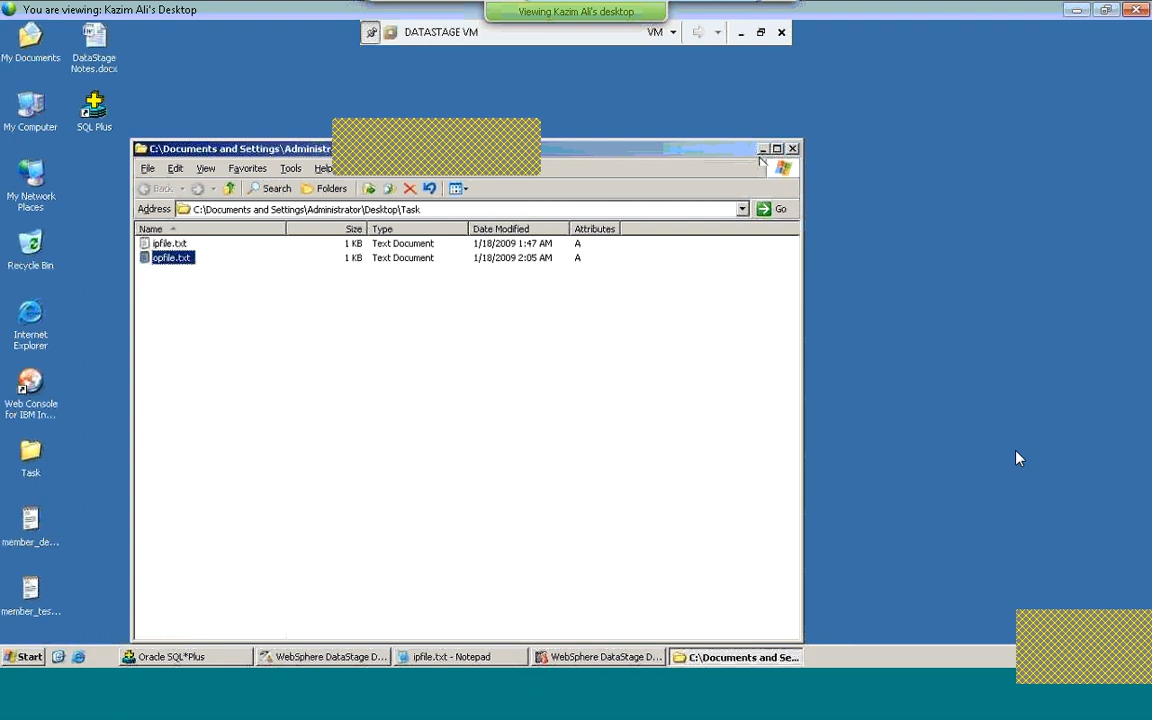 You are viewing: Kazim Ali's Desktop
Viewing Kazim Ali's desktop
DATASTAGE VM
VM
My Documents
DataStage
Notes.docx
My Computer
SQL Plus
My Network
Places
Recycle Bin
Internet
Explorer
Web Console
for IBM In...
Task
member_de...
member_tes...
C:\Documents and Settings\Administr
File Edit View Favorites Tools Help
Back Search Folders
Address C:\Documents and Settings\Administrator\Desktop\Task Go
Name Size Type Date Modified Attributes
ipfile.txt 1 KB Text Document 1/18/2009 1:47 AM A
opfile.txt 1 KB Text Document 1/18/2009 2:05 AM A
Start Oracle SQL*Plus WebSphere DataStage D... ipfile.txt - Notepad WebSphere DataStage D... C:\Documents and Se...